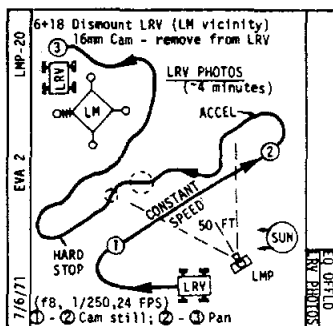 LMP-20
EVA 2
7/6/71
6+18 Dismount LRV (LM vicinity)
16mm Cam - remove from LRV
3
LRV
LM
LRV PHOTOS
(~4 minutes)
ACCEL
2
CONSTANT
SPEED
50 FT
SUN
HARD
STOP
1
LMP
LRV
(f8, 1/250,24 FPS)
1 - 2 Cam still; 2 - 3 Pan
LRV PHOTOS